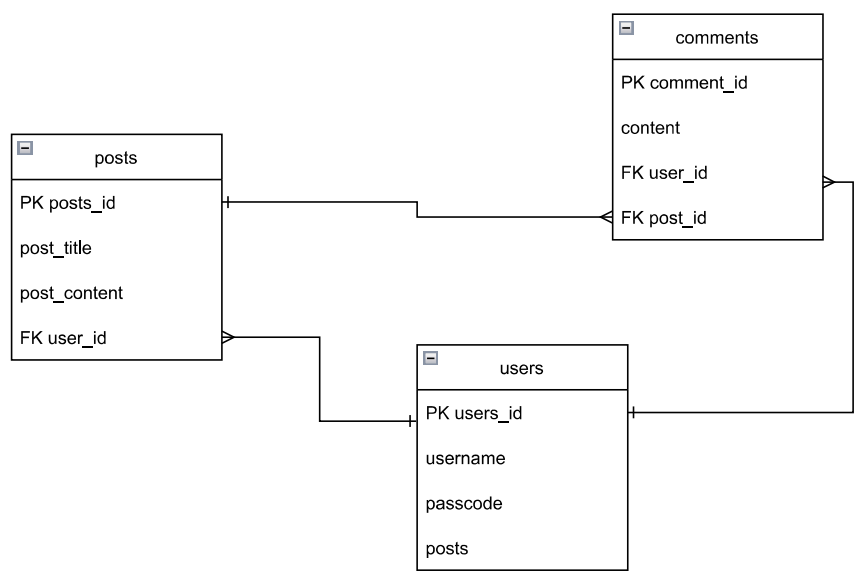 comments
PK comment_id
content
FK user_id
FK post_id
posts
PK posts_id
post_title
post_content
FK user_id
users
PK users_id
username
passcode
posts